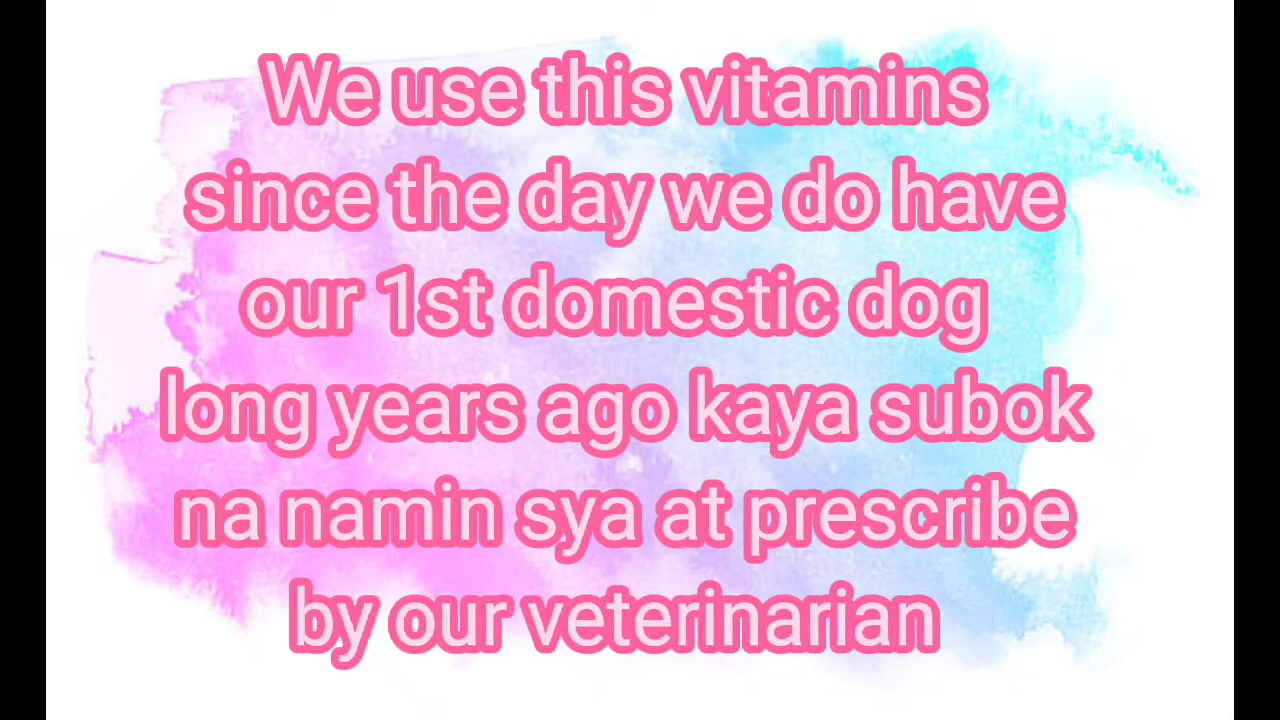 We use this vitamins
since the day we do have
our 1st domestic dog
long years ago kaya subok
na namin sya at prescribe
by our veterinarian